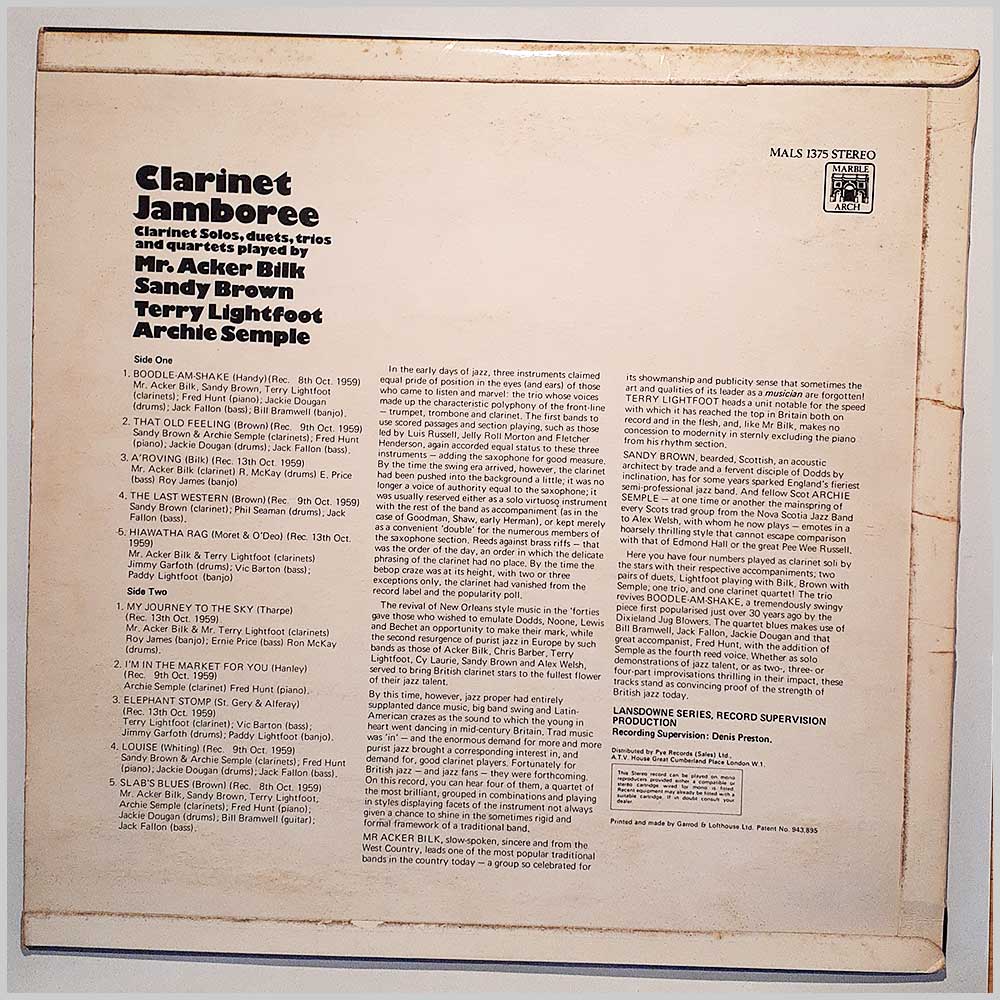 MALS 1375 STEREO
MARBLE
ARCH
Clarinet
Jamboree
Clarinet Solos, duets, trios
and quartets played by
Mr. Acker Bilk
Sandy Brown
Terry Lightfoot
Archie Semple
Side One
1. BOODLE-AM-SHAKE (Handy)(Rec. 8th Oct. 1959)
Mr. Acker Bilk, Sandy Brown, Terry Lightfoot
(clarinets); Fred Hunt (piano); Jackie Dougan
(drums); Jack Fallon (bass); Bill Bramwell (banjo).
2. THAT OLD FEELING (Brown)(Rec. 9th Oct. 1959)
Sandy Brown & Archie Semple (clarinets); Fred Hunt
(piano); Jackie Dougan (drums); Jack Fallon (bass).
3. A'ROVING (Bilk) (Rec. 13th Oct. 1959)
Mr. Acker Bilk (clarinet) R. McKay (drums) E. Price
(bass) Roy James (banjo)
4. THE LAST WESTERN (Brown)(Rec. 9th Oct. 1959)
Sandy Brown (clarinet); Phil Seaman (drums); Jack
Fallon (bass).
5. HIAWATHA RAG (Moret & O'Deo) (Rec. 13th Oct.
1959)
Mr. Acker Bilk & Terry Lightfoot (clarinets)
Jimmy Garfoth (drums); Vic Barton (bass);
Paddy Lightfoot (banjo)
Side Two
1. MY JOURNEY TO THE SKY (Tharpe)
(Rec. 13th Oct. 1959)
Mr. Acker Bilk & Mr. Terry Lightfoot (clarinets)
Roy James (banjo); Ernie Price (bass) Ron McKay
(drums).
2. I'M IN THE MARKET FOR YOU (Hanley)
(Rec. 9th Oct. 1959)
Archie Semple (clarinet) Fred Hunt (piano).
3. ELEPHANT STOMP (St. Gery & Alferay)
(Rec. 13th Oct. 1959)
Terry Lightfoot (clarinet); Vic Barton (bass);
Jimmy Garfoth (drums); Paddy Lightfoot (banjo).
4. LOUISE (Whiting) (Rec. 9th Oct. 1959)
Sandy Brown & Archie Semple (clarinets); Fred Hunt
(piano); Jackie Dougan (drums); Jack Fallon (bass).
5. SLAB'S BLUES (Brown) (Rec. 8th Oct. 1959)
Mr. Acker Bilk, Sandy Brown, Terry Lightfoot,
Archie Semple (clarinets); Fred Hunt (piano);
Jackie Dougan (drums); Bill Bramwell (guitar);
Jack Fallon (bass).
In the early days of jazz, three instruments claimed
equal pride of position in the eyes (and ears) of those
who came to listen and marvel: the trio whose voices
made up the characteristic polyphony of the front-line
– trumpet, trombone and clarinet. The first bands to
use scored passages and section playing, such as those
led by Luis Russell, Jelly Roll Morton and Fletcher
Henderson, again accorded equal status to these three
instruments – adding the saxophone for good measure.
By the time the swing era arrived, however, the clarinet
had been pushed into the background a little; it was no
longer a voice of authority equal to the saxophone; it
was usually reserved either as a solo virtuoso instrument
with the rest of the band as accompaniment (as in the
case of Goodman, Shaw, early Herman), or kept merely
as a convenient 'double' for the numerous members of
the saxophone section. Reeds against brass riffs – that
was the order of the day, an order in which the delicate
phrasing of the clarinet had no place. By the time the
bebop craze was at its height, with two or three
exceptions only, the clarinet had vanished from the
record label and the popularity poll.
The revival of New Orleans style music in the 'forties
gave those who wished to emulate Dodds, Noone, Lewis
and Bechet an opportunity to make their mark, while
the second resurgence of purist jazz in Europe by such
bands as those of Acker Bilk, Chris Barber, Terry
Lightfoot, Cy Laurie, Sandy Brown and Alex Welsh,
served to bring British clarinet stars to the fullest flower
of their jazz talent.
By this time, however, jazz proper had entirely
supplanted dance music, big band swing and Latin-
American crazes as the sound to which the young in
heart went dancing in mid-century Britain. Trad music
was 'in' – and the enormous demand for more and more
purist jazz brought a corresponding interest in, and
demand for, good clarinet players. Fortunately for
British jazz – and jazz fans – they were forthcoming.
On this record, you can hear four of them, a quartet of
the most brilliant, grouped in combinations and playing
in styles displaying facets of the instrument not always
given a chance to shine in the sometimes rigid and
formal framework of a traditional band.
MR ACKER BILK, slow-spoken, sincere and from the
West Country, leads one of the most popular traditional
bands in the country today – a group so celebrated for
its showmanship and publicity sense that sometimes the
art and qualities of its leader as a musician are forgotten!
TERRY LIGHTFOOT heads a unit notable for the speed
with which it has reached the top in Britain both on
record and in the flesh, and, like Mr Bilk, makes no
concession to modernity in sternly excluding the piano
from his rhythm section.
SANDY BROWN, bearded, Scottish, an acoustic
architect by trade and a fervent disciple of Dodds by
inclination, has for some years sparked England's fieriest
semi-professional jazz band. And fellow Scot ARCHIE
SEMPLE – at one time or another the mainspring of
every Scots trad group from the Nova Scotia Jazz Band
to Alex Welsh, with whom he now plays – emotes in a
hoarsely thrilling style that cannot escape comparison
with that of Edmond Hall or the great Pee Wee Russell.
Here you have four numbers played as clarinet soli by
the stars with their respective accompaniments; two
pairs of duets, Lightfoot playing with Bilk, Brown with
Semple, one trio, and one clarinet quartet! The trio
revives BOODLE-AM-SHAKE, a tremendously swingy
piece first popularised just over 30 years ago by the
Dixieland Jug Blowers. The quartet blues makes use of
Bill Bramwell, Jack Fallon, Jackie Dougan and that
great accompanist, Fred Hunt, with the addition of
Semple as the fourth reed voice. Whether as solo
demonstrations of jazz talent, or as two-, three- or
four-part improvisations thrilling in their impact, these
tracks stand as convincing proof of the strength of
British jazz today.
LANSDOWNE SERIES, RECORD SUPERVISION
PRODUCTION
Recording Supervision: Denis Preston.
Distributed by Pye Records (Sales) Ltd.,
A.T.V. House Great Cumberland Place London W.1.
This Stereo record can be played on mono
reproducers provided either a compatible or
stereo cartridge wired for mono is fitted.
Recent equipment may already be fitted with a
suitable cartridge. If in doubt consult your
dealer.
Printed and made by Garrod & Lofthouse Ltd. Patent No. 943,895